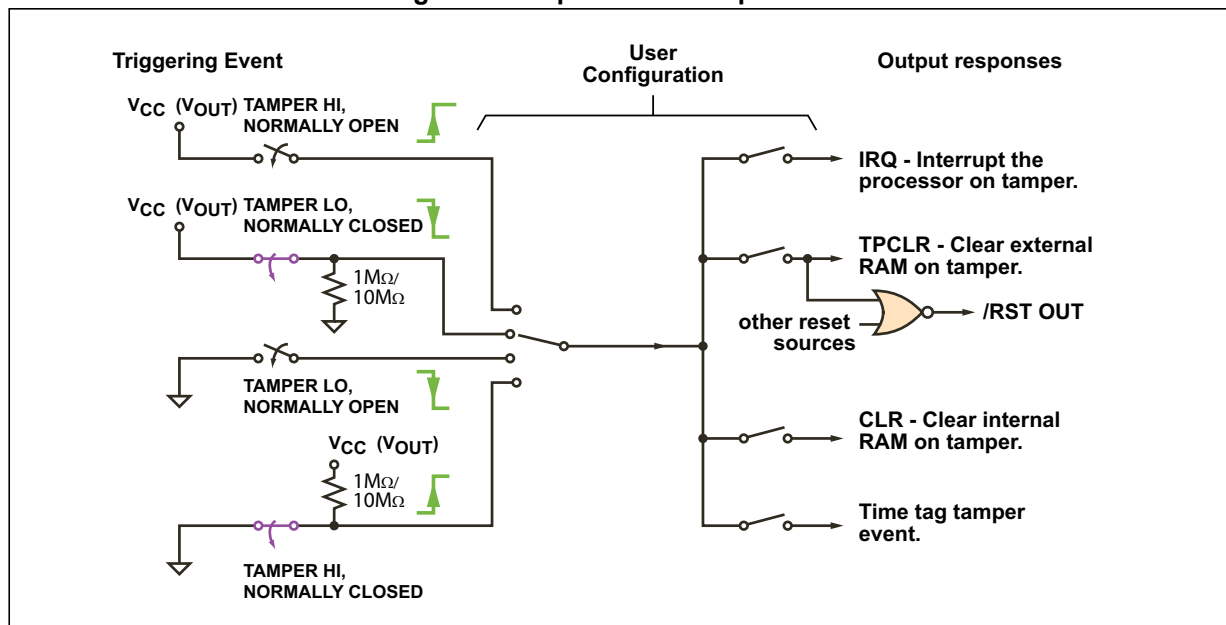 Triggering Event
User
Configuration
Output responses
VCC (VOUT) TAMPER HI,
NORMALLY OPEN
VCC (VOUT) TAMPER LO,
NORMALLY CLOSED
1MΩ/
10MΩ
TAMPER LO,
NORMALLY OPEN
VCC (VOUT)
1MΩ/
10MΩ
TAMPER HI,
NORMALLY CLOSED
IRQ - Interrupt the
processor on tamper.
TPCLR - Clear external
RAM on tamper.
other reset
sources
/RST OUT
CLR - Clear internal
RAM on tamper.
Time tag tamper
event.